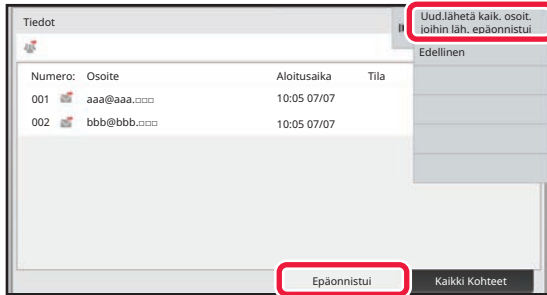 Tiedot
Uud.lähetä kaik. osoit.
joihin läh. epäonnistui
Edellinen
Numero: Osoite Aloitusaika Tila
001 aaa@aaa.□□□ 10:05 07/07
002 bbb@bbb.□□□ 10:05 07/07
Epäonnistui Kaikki Kohteet